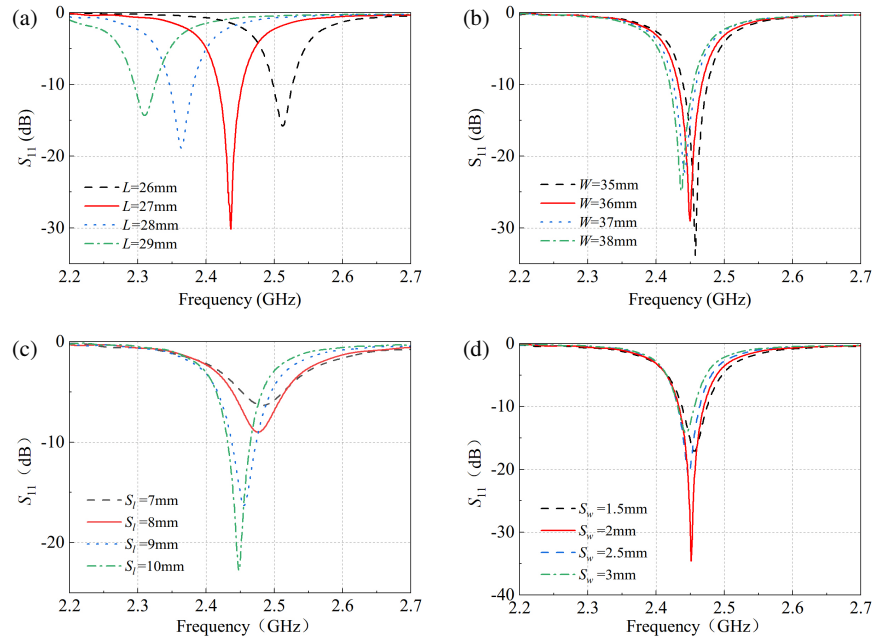 (a)
0
-10
-20
-30
S11 (dB)
L=26mm
L=27mm
L=28mm
L=29mm
2.2 2.3 2.4 2.5 2.6 2.7
Frequency (GHz)
(b)
0
-10
-20
-30
S11 (dB)
W=35mm
W=36mm
W=37mm
W=38mm
2.2 2.3 2.4 2.5 2.6 2.7
Frequency (GHz)
(c)
0
-10
-20
S11（dB）
Sl =7mm
Sl =8mm
Sl =9mm
Sl =10mm
2.2 2.3 2.4 2.5 2.6 2.7
Frequency（GHz）
(d)
0
-10
-20
-30
-40
S11（dB）
Sw =1.5mm
Sw =2mm
Sw =2.5mm
Sw =3mm
2.2 2.3 2.4 2.5 2.6 2.7
Frequency（GHz）